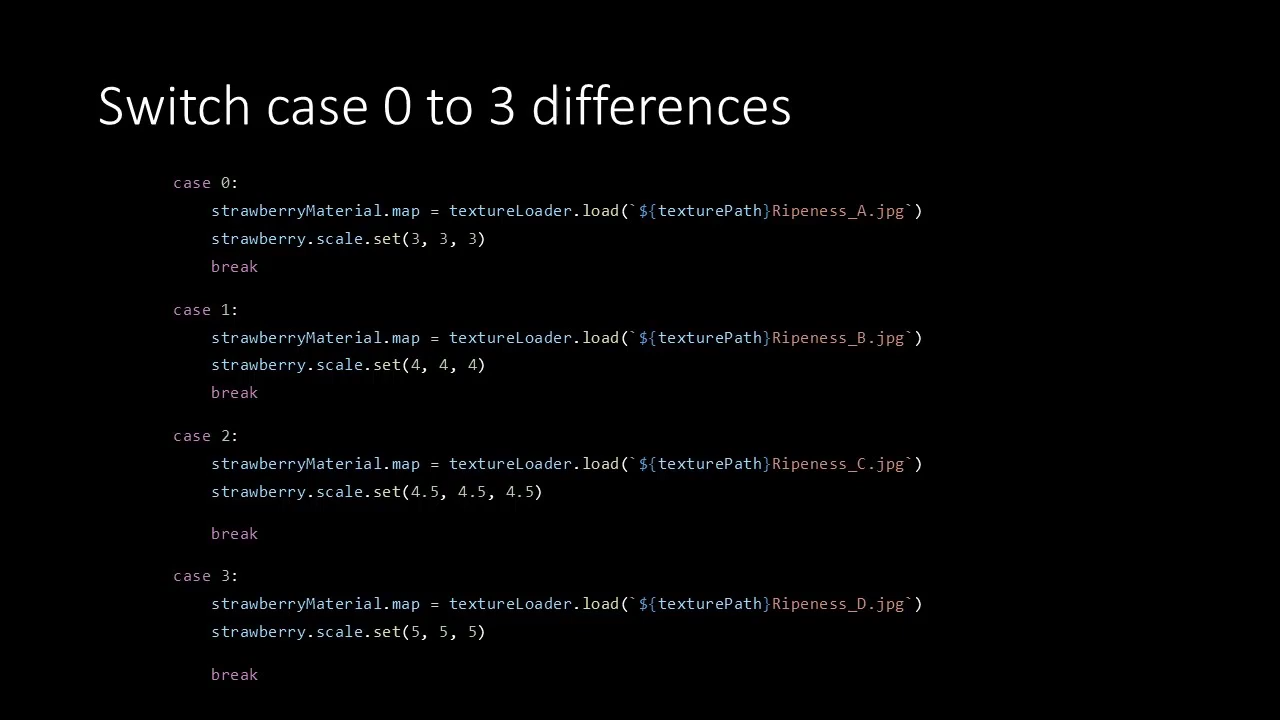 Switch case 0 to 3 differences
case 0:
strawberryMaterial.map = textureLoader.load(`${texturePath}Ripeness_A.jpg`)
strawberry.scale.set(3, 3, 3)
break
case 1:
strawberryMaterial.map = textureLoader.load(`${texturePath}Ripeness_B.jpg`)
strawberry.scale.set(4, 4, 4)
break
case 2:
strawberryMaterial.map = textureLoader.load(`${texturePath}Ripeness_C.jpg`)
strawberry.scale.set(4.5, 4.5, 4.5)
break
case 3:
strawberryMaterial.map = textureLoader.load(`${texturePath}Ripeness_D.jpg`)
strawberry.scale.set(5, 5, 5)
break